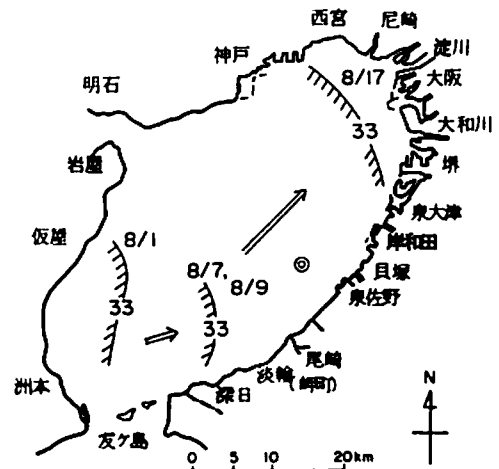 西宮
尼崎
淀川
神戸
8/17
大阪
明石
大和川
33
堺
岩屋
泉大津
仮屋
8/1
岸和田
8/7,
8/9
貝塚
33
33
泉佐野
尾崎
淡輪
(岬町)
洲本
深日
友ケ島
N
0 5 10 20km